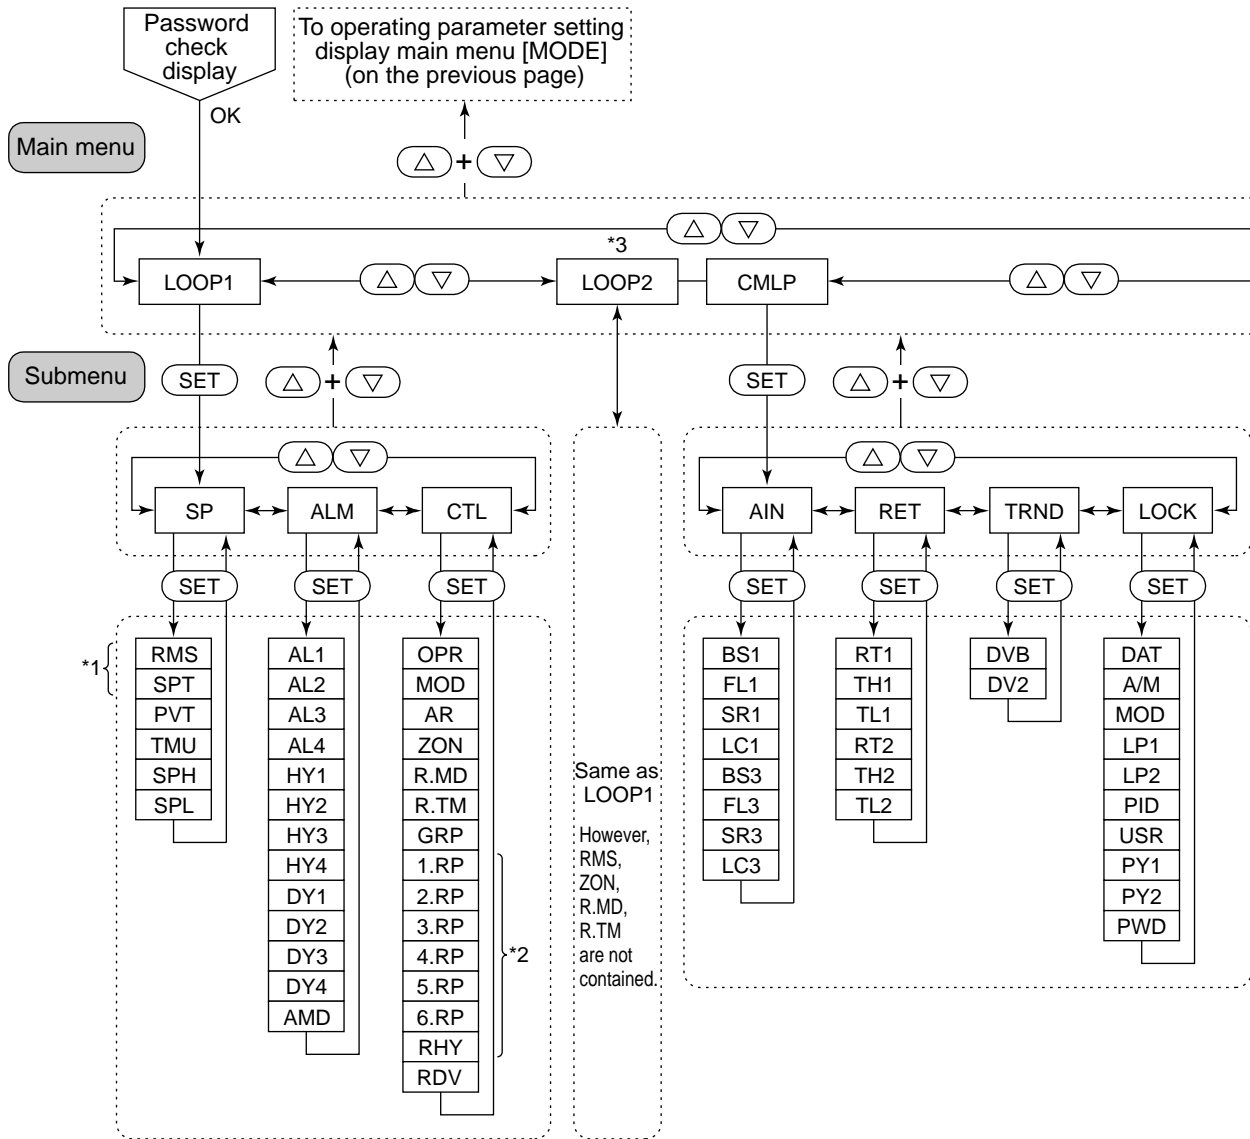 Password
check
display
To operating parameter setting
display main menu [MODE]
(on the previous page)
OK
Main menu
△ + ▽
△ ▽
*3
LOOP1
△ ▽
LOOP2
CMLP
△ ▽
Submenu
SET
△ + ▽
SET
△ + ▽
△ ▽
△ ▽
SP
ALM
CTL
AIN
RET
TRND
LOCK
SET
SET
SET
SET
SET
SET
SET
*1
RMS
SPT
PVT
TMU
SPH
SPL
AL1
AL2
AL3
AL4
HY1
HY2
HY3
HY4
DY1
DY2
DY3
DY4
AMD
OPR
MOD
AR
ZON
R.MD
R.TM
GRP
1.RP
2.RP
3.RP
4.RP
5.RP
6.RP
RHY
RDV
*2
Same as
LOOP1
However,
RMS,
ZON,
R.MD,
R.TM
are not
contained.
BS1
FL1
SR1
LC1
BS3
FL3
SR3
LC3
RT1
TH1
TL1
RT2
TH2
TL2
DVB
DV2
DAT
A/M
MOD
LP1
LP2
PID
USR
PY1
PY2
PWD